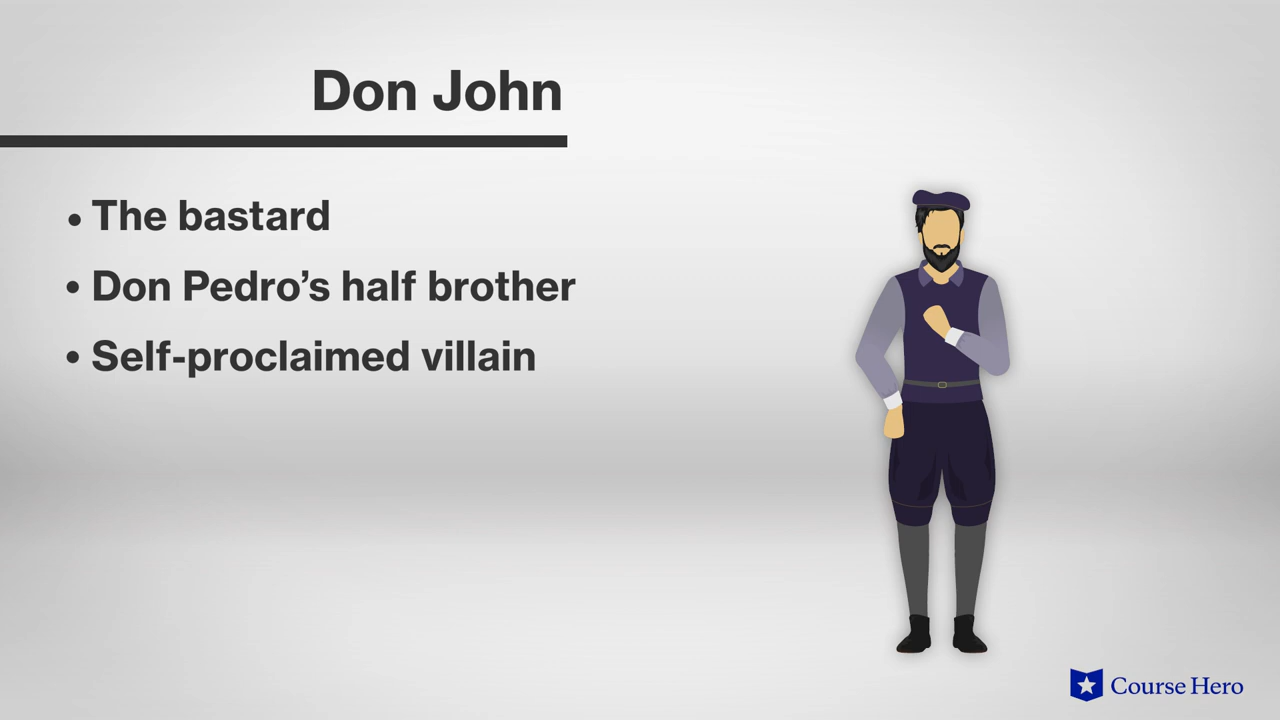 Don John
• The bastard
• Don Pedro’s half brother
• Self-proclaimed villain
Course Hero